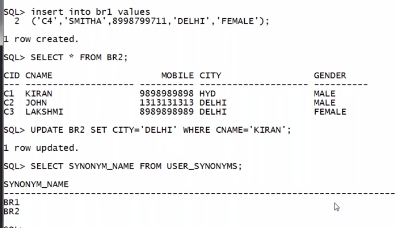 SQL> insert into br1 values
2 ('C4','SMITHA',8998799711,'DELHI','FEMALE');
1 row created.
SQL> SELECT * FROM BR2;
CID CNAME MOBILE CITY GENDER
--- ---------- ---------- ---------- ----------
C1 KIRAN 9898989898 HYD MALE
C2 JOHN 1313131313 DELHI MALE
C3 LAKSHMI 8989898989 DELHI FEMALE
SQL> UPDATE BR2 SET CITY='DELHI' WHERE CNAME='KIRAN';
1 row updated.
SQL> SELECT SYNONYM_NAME FROM USER_SYNONYMS;
SYNONYM_NAME
--------------------------------------------------------------------------------
BR1
BR2